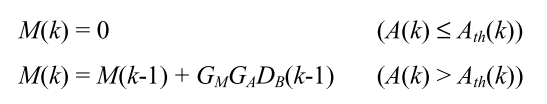 M(k) = 0 (A(k) ≤ A_th(k))
M(k) = M(k-1) + G_M G_A D_B(k-1) (A(k) > A_th(k))